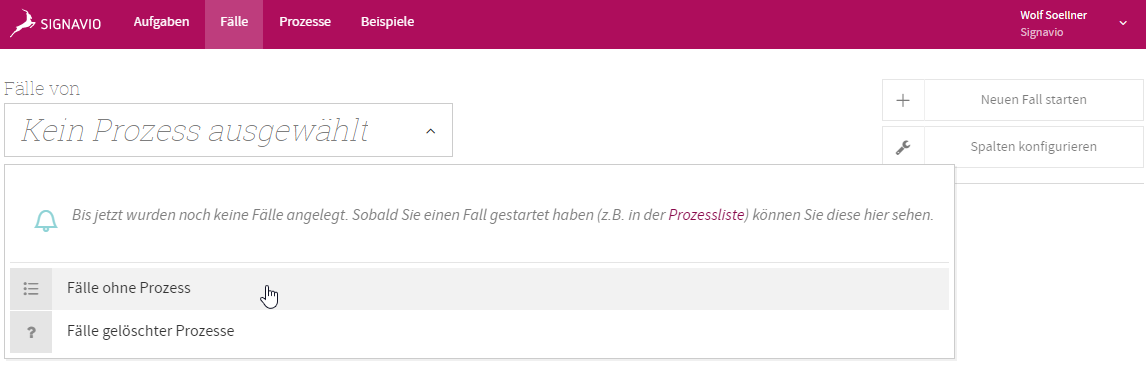 SIGNAVIO Aufgaben Fälle Prozesse Beispiele
Wolf Soellner
Signavio
Fälle von
Kein Prozess ausgewählt
Neuen Fall starten
Spalten konfigurieren
Bis jetzt wurden noch keine Fälle angelegt. Sobald Sie einen Fall gestartet haben (z.B. in der Prozessliste) können Sie diese hier sehen.
Fälle ohne Prozess
? Fälle gelöschter Prozesse